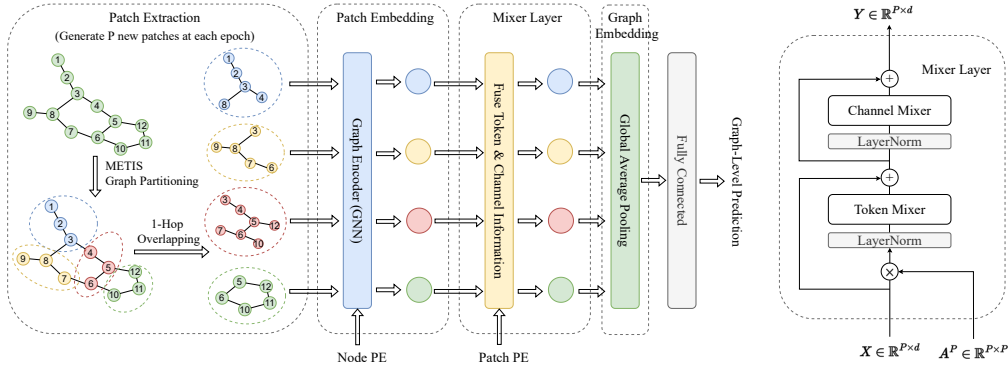 Patch Extraction
(Generate P new patches at each epoch)
1
2
3
4
5
6
7
8
9
10
11
12
METIS
Graph Partitioning
1
2
3
4
5
6
7
8
9
10
11
12
1-Hop
Overlapping
1
2
3
8
4
3
9
8
7
6
3
4
5
12
7
6
10
5
12
6
11
10
Patch Embedding
Graph Encoder (GNN)
Node PE
Mixer Layer
Fuse Token & Channel Information
Patch PE
Graph
Embedding
Global Average Pooling
Fully Connected
Graph-Level Prediction
Y ∈ ℝ^{P×d}
Mixer Layer
+
Channel Mixer
LayerNorm
+
Token Mixer
LayerNorm
×
X ∈ ℝ^{P×d}
A^P ∈ ℝ^{P×P}